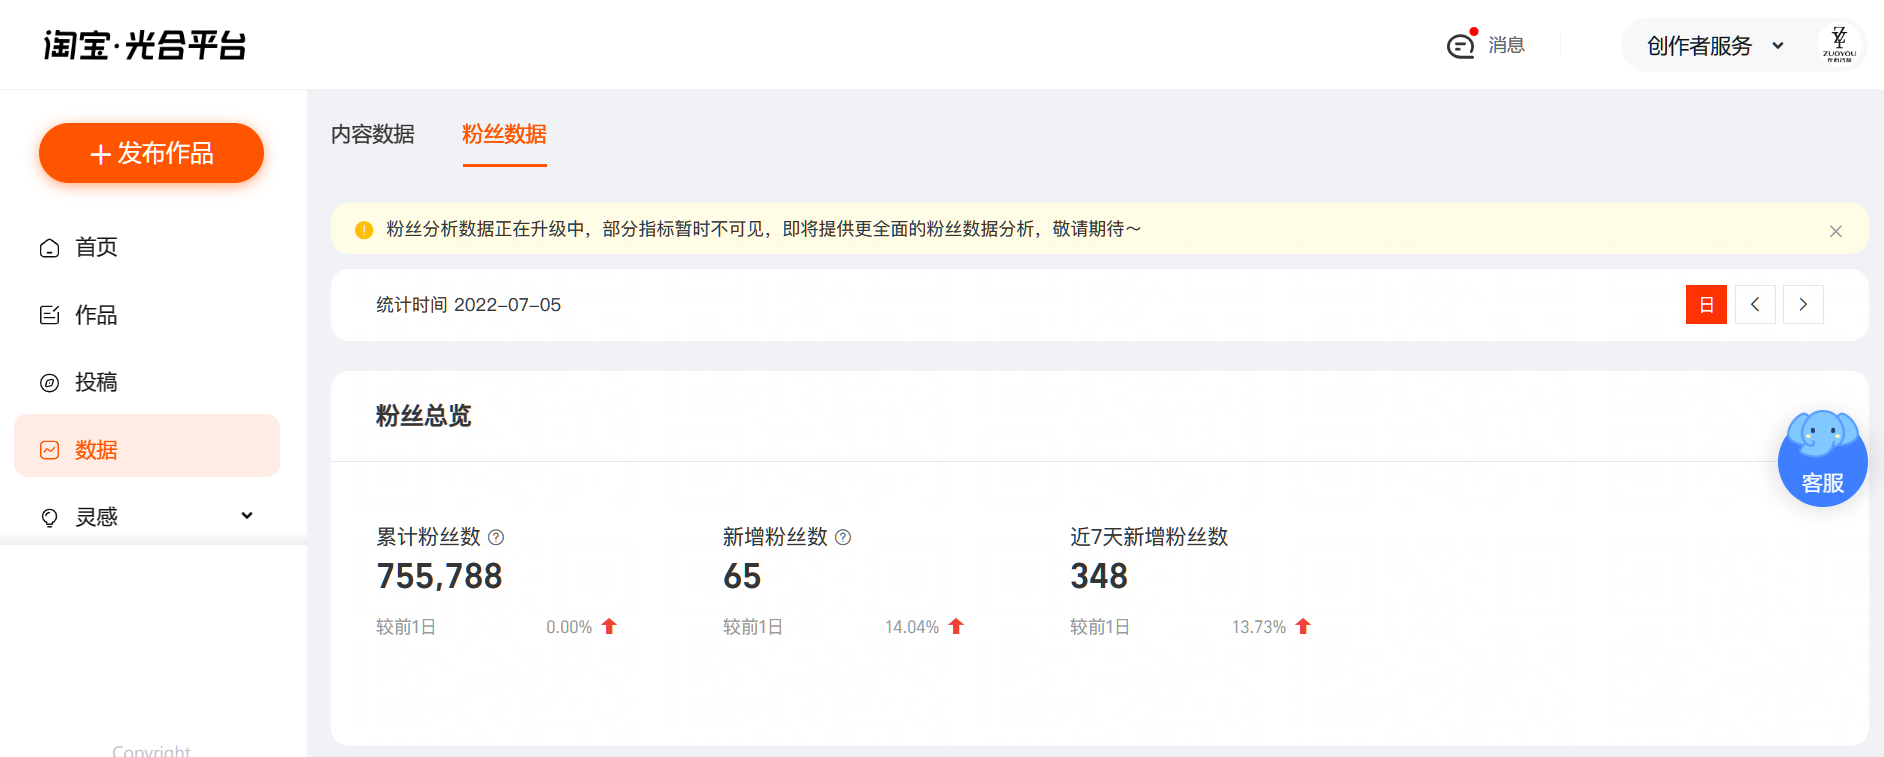 淘宝·光合平台
消息
创作者服务
ZUOYOU
+ 发布作品
首页
作品
投稿
数据
灵感
Copyright
内容数据
粉丝数据
粉丝分析数据正在升级中，部分指标暂时不可见，即将提供更全面的粉丝数据分析，敬请期待～
统计时间 2022-07-05
日
粉丝总览
客服
累计粉丝数
755,788
较前1日 0.00%
新增粉丝数
65
较前1日 14.04%
近7天新增粉丝数
348
较前1日 13.73%